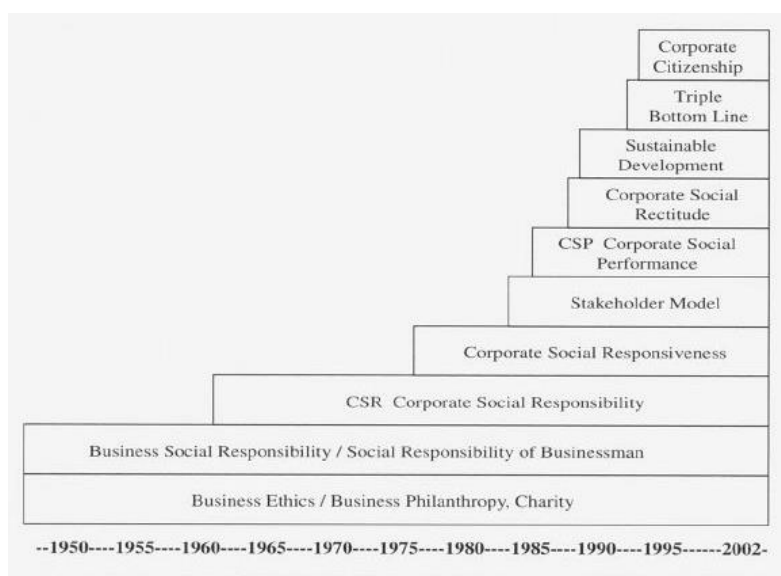 Corporate
Citizenship
Triple
Bottom Line
Sustainable
Development
Corporate Social
Rectitude
CSP Corporate Social
Performance
Stakeholder Model
Corporate Social Responsiveness
CSR Corporate Social Responsibility
Business Social Responsibility / Social Responsibility of Businessman
Business Ethics / Business Philanthropy, Charity
--1950----1955----1960----1965----1970----1975----1980----1985----1990----1995------2002-